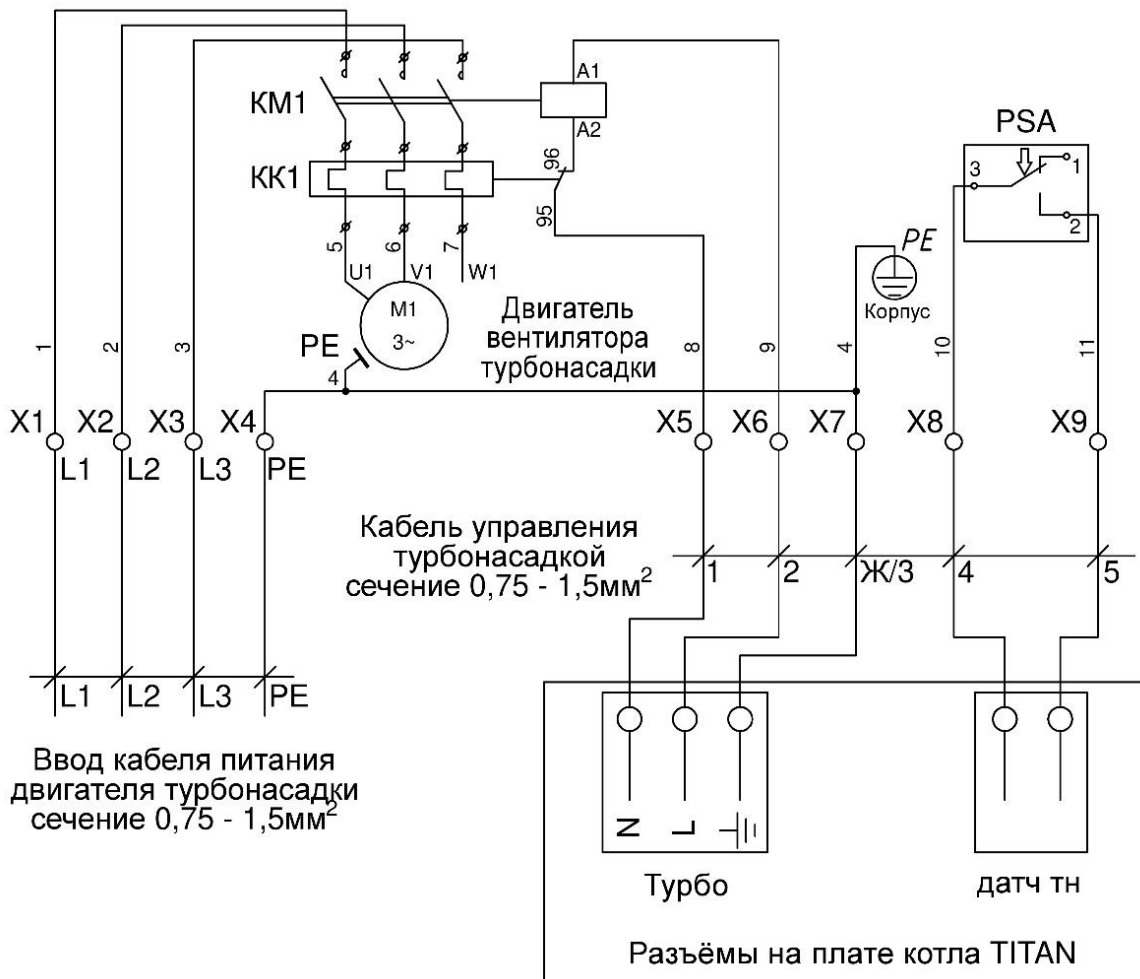 A1
KM1
A2
PSA
96
3
1
KK1
95
2
5
6
7
PE
U1
V1
W1
Корпус
M1
3~
Двигатель
вентилятора
турбонасадки
PE
4
1
2
3
8
9
4
10
11
X1
X2
X3
X4
X5
X6
X7
X8
X9
L1
L2
L3
PE
Кабель управления
турбонасадкой
сечение 0,75 - 1,5мм²
1
2
Ж/З
4
5
L1
L2
L3
PE
Ввод кабеля питания
двигателя турбонасадки
сечение 0,75 - 1,5мм²
N
L
Турбо
датч тн
Разъёмы на плате котла TITAN